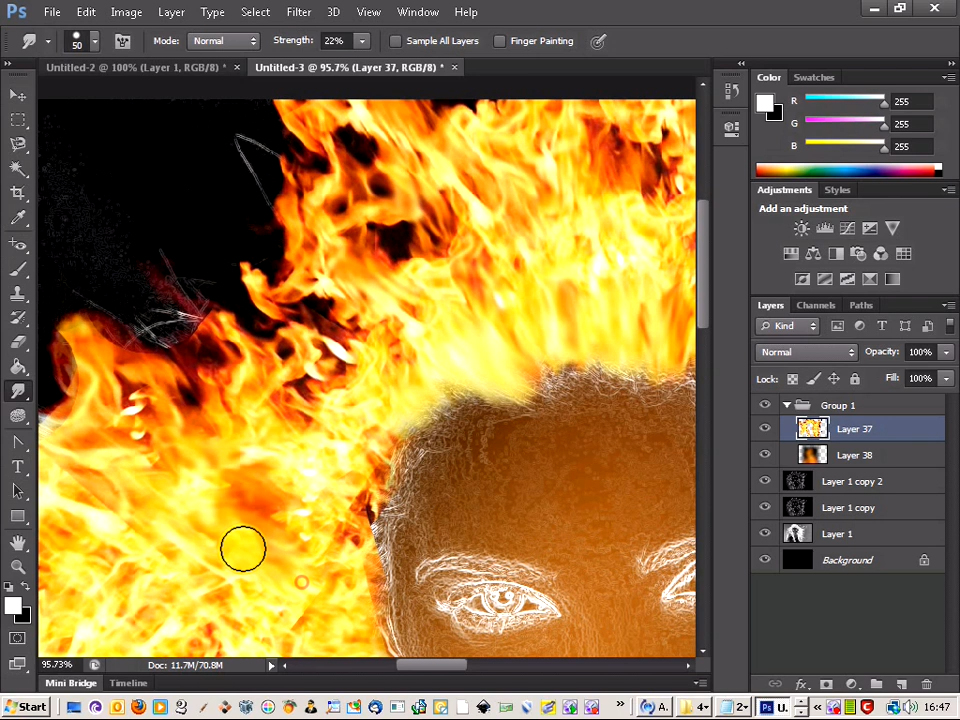 Ps File Edit Image Layer Type Select Filter 3D View Window Help
50 Mode: Normal Strength: 22% Sample All Layers Finger Painting
Untitled-2 @ 100% (Layer 1, RGB/8) * × Untitled-3 @ 95.7% (Layer 37, RGB/8) * ×
Color Swatches
R 255
G 255
B 255
Adjustments Styles
Add an adjustment
Layers Channels Paths
Kind
Normal Opacity: 100%
Lock: Fill: 100%
Group 1
Layer 37
Layer 38
Layer 1 copy 2
Layer 1 copy
Layer 1
Background
95.73% Doc: 11.7M/70.8M
Mini Bridge Timeline
Start A. 4 2 Ps U. 16:47